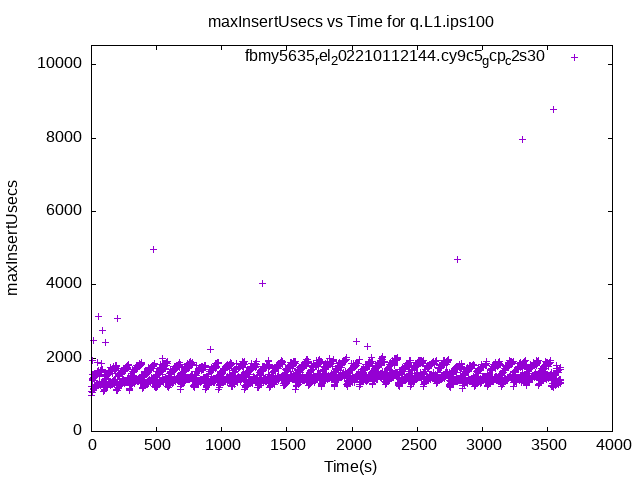 maxInsertUsecs vs Time for q.L1.ips100
fbmy5635rel202210112144.cy9c5gcpc2s30
10000
8000
6000
4000
2000
0
maxInsertUsecs
0 500 1000 1500 2000 2500 3000 3500 4000
Time(s)